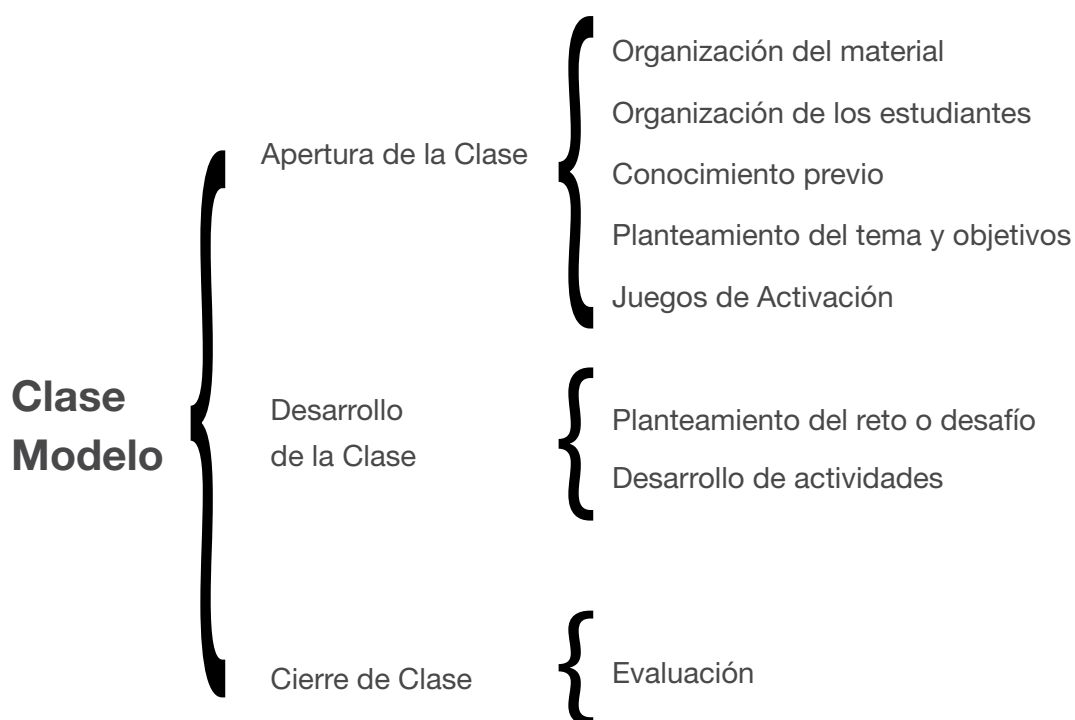 Clase
Modelo
Apertura de la Clase
Organización del material
Organización de los estudiantes
Conocimiento previo
Planteamiento del tema y objetivos
Juegos de Activación
Desarrollo
de la Clase
Planteamiento del reto o desafío
Desarrollo de actividades
Cierre de Clase
Evaluación